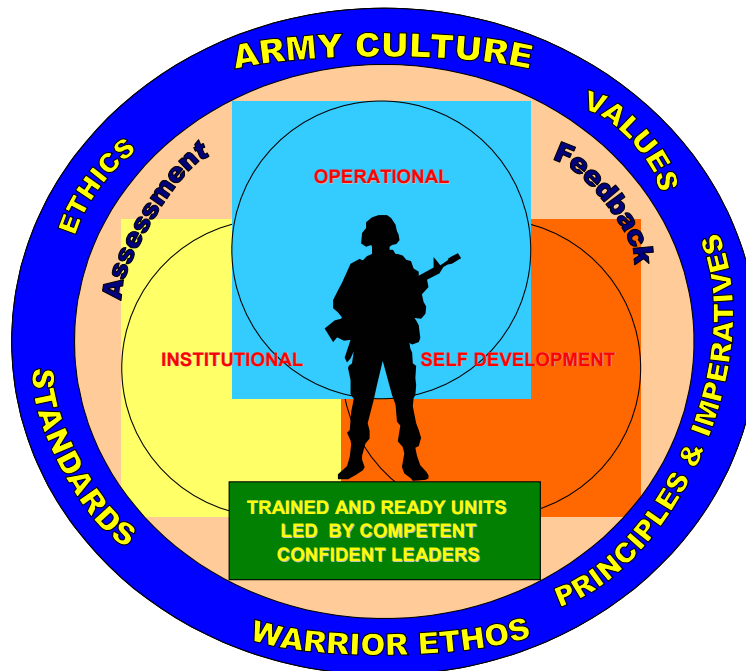 ARMY CULTURE
ETHICS
VALUES
Assessment
Feedback
OPERATIONAL
INSTITUTIONAL
SELF DEVELOPMENT
STANDARDS
PRINCIPLES & IMPERATIVES
TRAINED AND READY UNITS
LED BY COMPETENT
CONFIDENT LEADERS
WARRIOR ETHOS